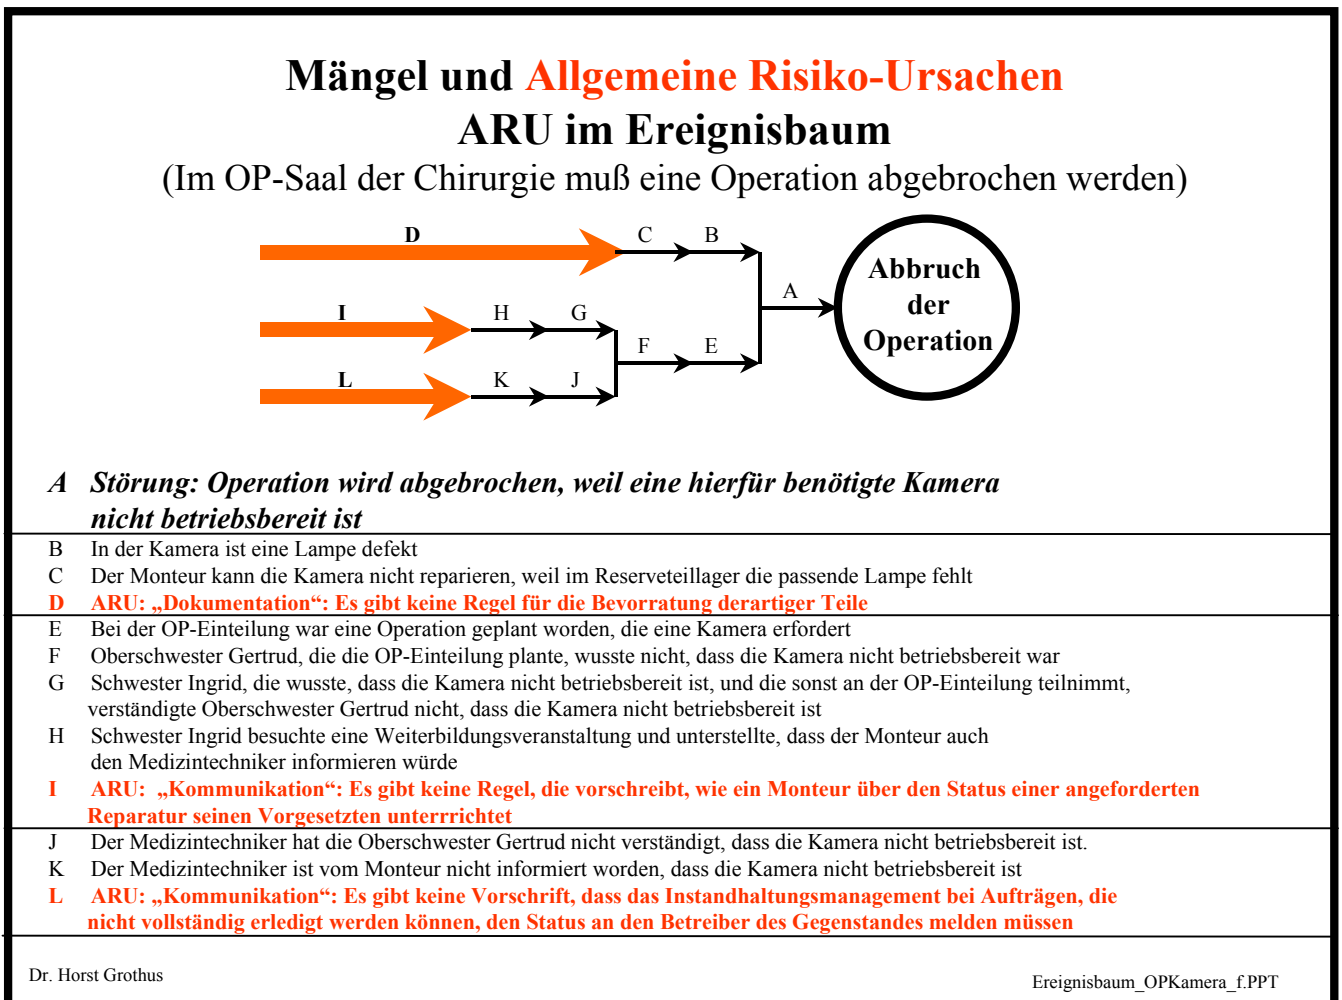 Mängel und Allgemeine Risiko-Ursachen
ARU im Ereignisbaum
(Im OP-Saal der Chirurgie muß eine Operation abgebrochen werden)
D
C
B
A
I
H
G
F
E
L
K
J
Abbruch
der
Operation
A Störung: Operation wird abgebrochen, weil eine hierfür benötigte Kamera
nicht betriebsbereit ist
B In der Kamera ist eine Lampe defekt
C Der Monteur kann die Kamera nicht reparieren, weil im Reserveteillager die passende Lampe fehlt
D ARU: „Dokumentation“: Es gibt keine Regel für die Bevorratung derartiger Teile
E Bei der OP-Einteilung war eine Operation geplant worden, die eine Kamera erfordert
F Oberschwester Gertrud, die die OP-Einteilung plante, wusste nicht, dass die Kamera nicht betriebsbereit war
G Schwester Ingrid, die wusste, dass die Kamera nicht betriebsbereit ist, und die sonst an der OP-Einteilung teilnimmt,
verständigte Oberschwester Gertrud nicht, dass die Kamera nicht betriebsbereit ist
H Schwester Ingrid besuchte eine Weiterbildungsveranstaltung und unterstellte, dass der Monteur auch
den Medizintechniker informieren würde
I ARU: „Kommunikation“: Es gibt keine Regel, die vorschreibt, wie ein Monteur über den Status einer angeforderten
Reparatur seinen Vorgesetzten unterrrichtet
J Der Medizintechniker hat die Oberschwester Gertrud nicht verständigt, dass die Kamera nicht betriebsbereit ist.
K Der Medizintechniker ist vom Monteur nicht informiert worden, dass die Kamera nicht betriebsbereit ist
L ARU: „Kommunikation“: Es gibt keine Vorschrift, dass das Instandhaltungsmanagement bei Aufträgen, die
nicht vollständig erledigt werden können, den Status an den Betreiber des Gegenstandes melden müssen
Dr. Horst Grothus
Ereignisbaum_OPKamera_f.PPT